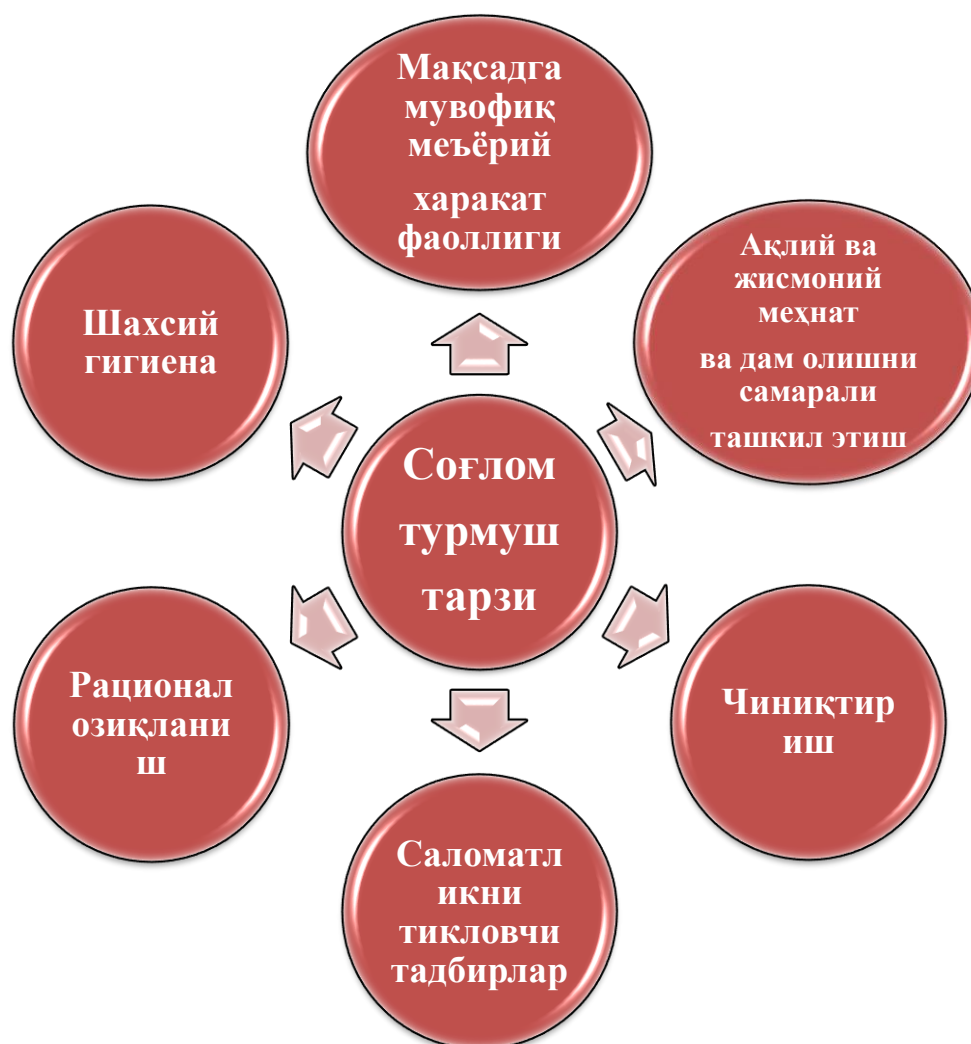 Мақсадга
мувофиқ
меъёрий
харакат
фаоллиги
Ақлий ва
жисмоний
меҳнат
ва дам олишни
самарали
ташкил этиш
Шахсий
гигиена
Соғлом
турмуш
тарзи
Рационал
озиқлани
ш
Чиниқтир
иш
Саломатл
икни
тикловчи
тадбирлар